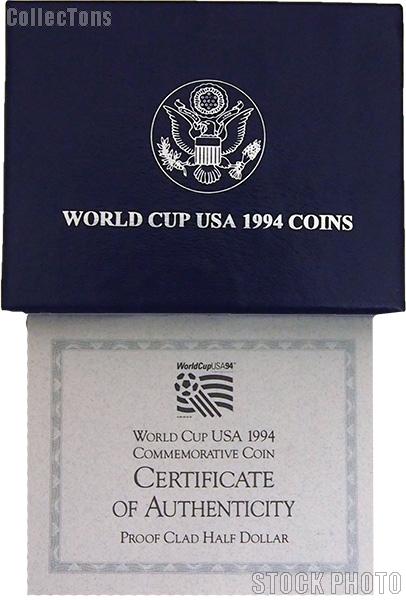 CollecTons
WORLD CUP USA 1994 COINS
WorldCupUSA94
WORLD CUP USA 1994
COMMEMORATIVE COIN
CERTIFICATE
OF AUTHENTICITY
PROOF CLAD HALF DOLLAR
STOCK PHOTO